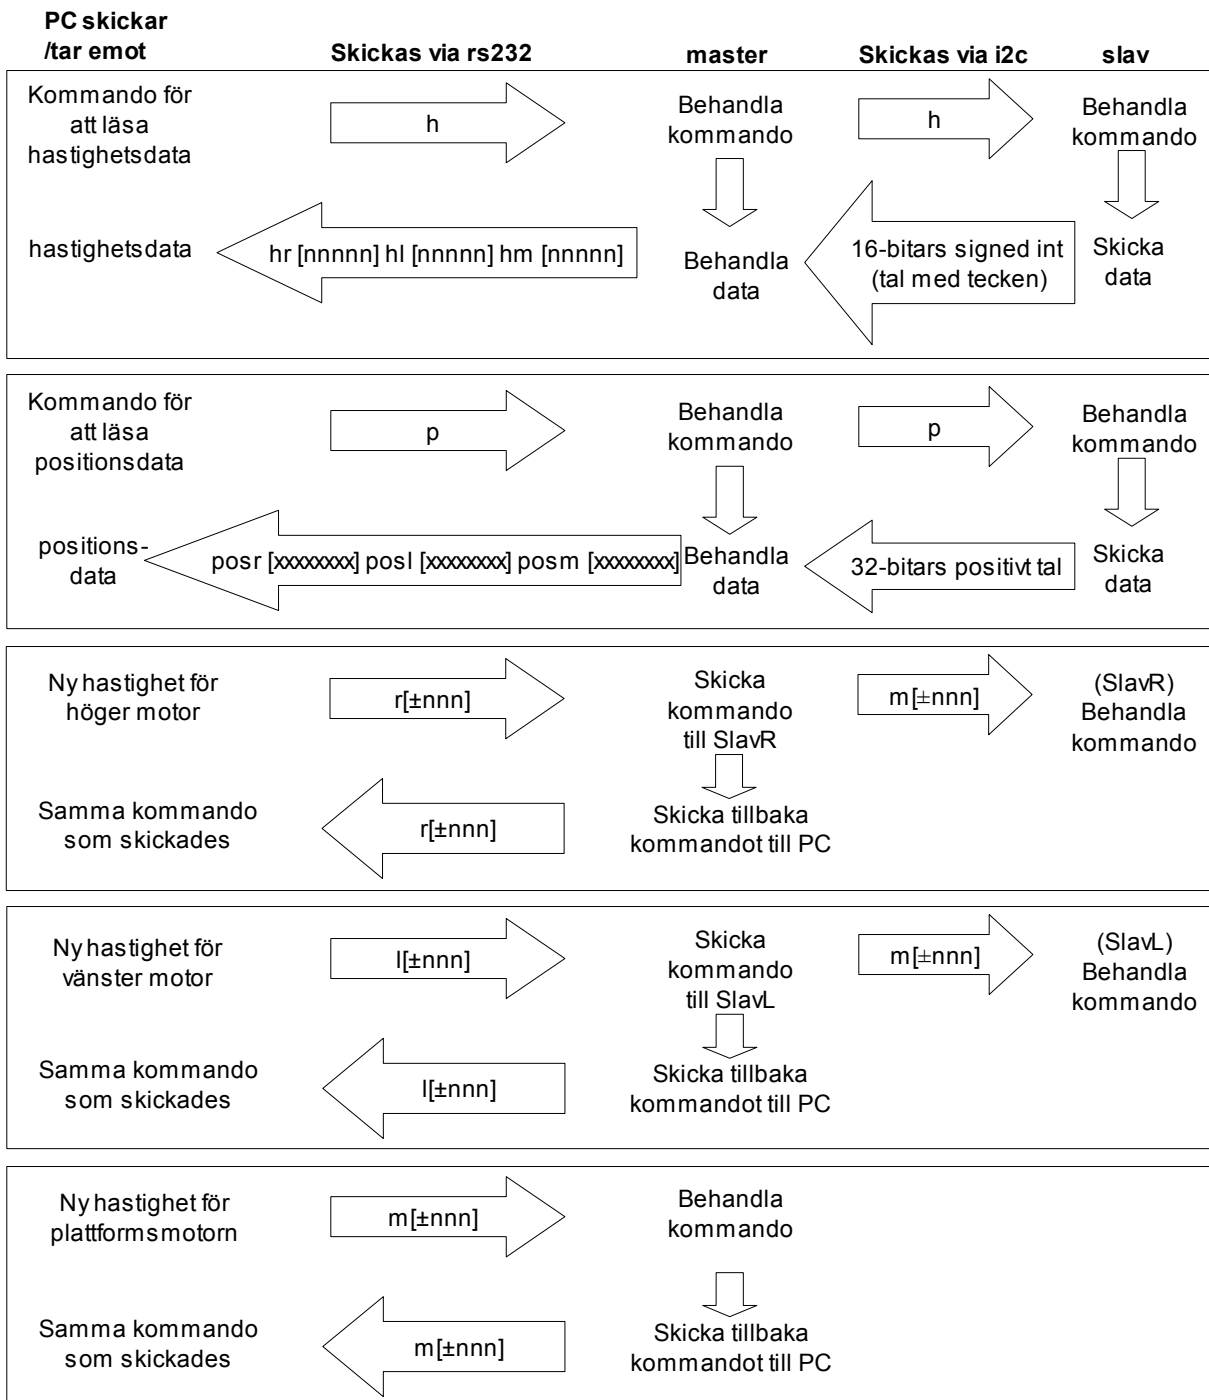 PC skickar
/tar emot
Skickas via rs232
master
Skickas via i2c
slav
Kommando för
att läsa
hastighetsdata
h
Behandla
kommando
h
Behandla
kommando
hastighetsdata
hr [nnnnn] hl [nnnnn] hm [nnnnn]
Behandla
data
16-bitars signed int
(tal med tecken)
Skicka
data
Kommando för
att läsa
positionsdata
p
Behandla
kommando
p
Behandla
kommando
positions-
data
posr [xxxxxxxx] posl [xxxxxxxx] posm [xxxxxxxx]
Behandla
data
32-bitars positivt tal
Skicka
data
Ny hastighet för
höger motor
r[±nnn]
Skicka
kommando
till SlavR
m[±nnn]
(SlavR)
Behandla
kommando
Samma kommando
som skickades
r[±nnn]
Skicka tillbaka
kommandot till PC
Ny hastighet för
vänster motor
l[±nnn]
Skicka
kommando
till SlavL
m[±nnn]
(SlavL)
Behandla
kommando
Samma kommando
som skickades
l[±nnn]
Skicka tillbaka
kommandot till PC
Ny hastighet för
plattformsmotorn
m[±nnn]
Behandla
kommando
Samma kommando
som skickades
m[±nnn]
Skicka tillbaka
kommandot till PC